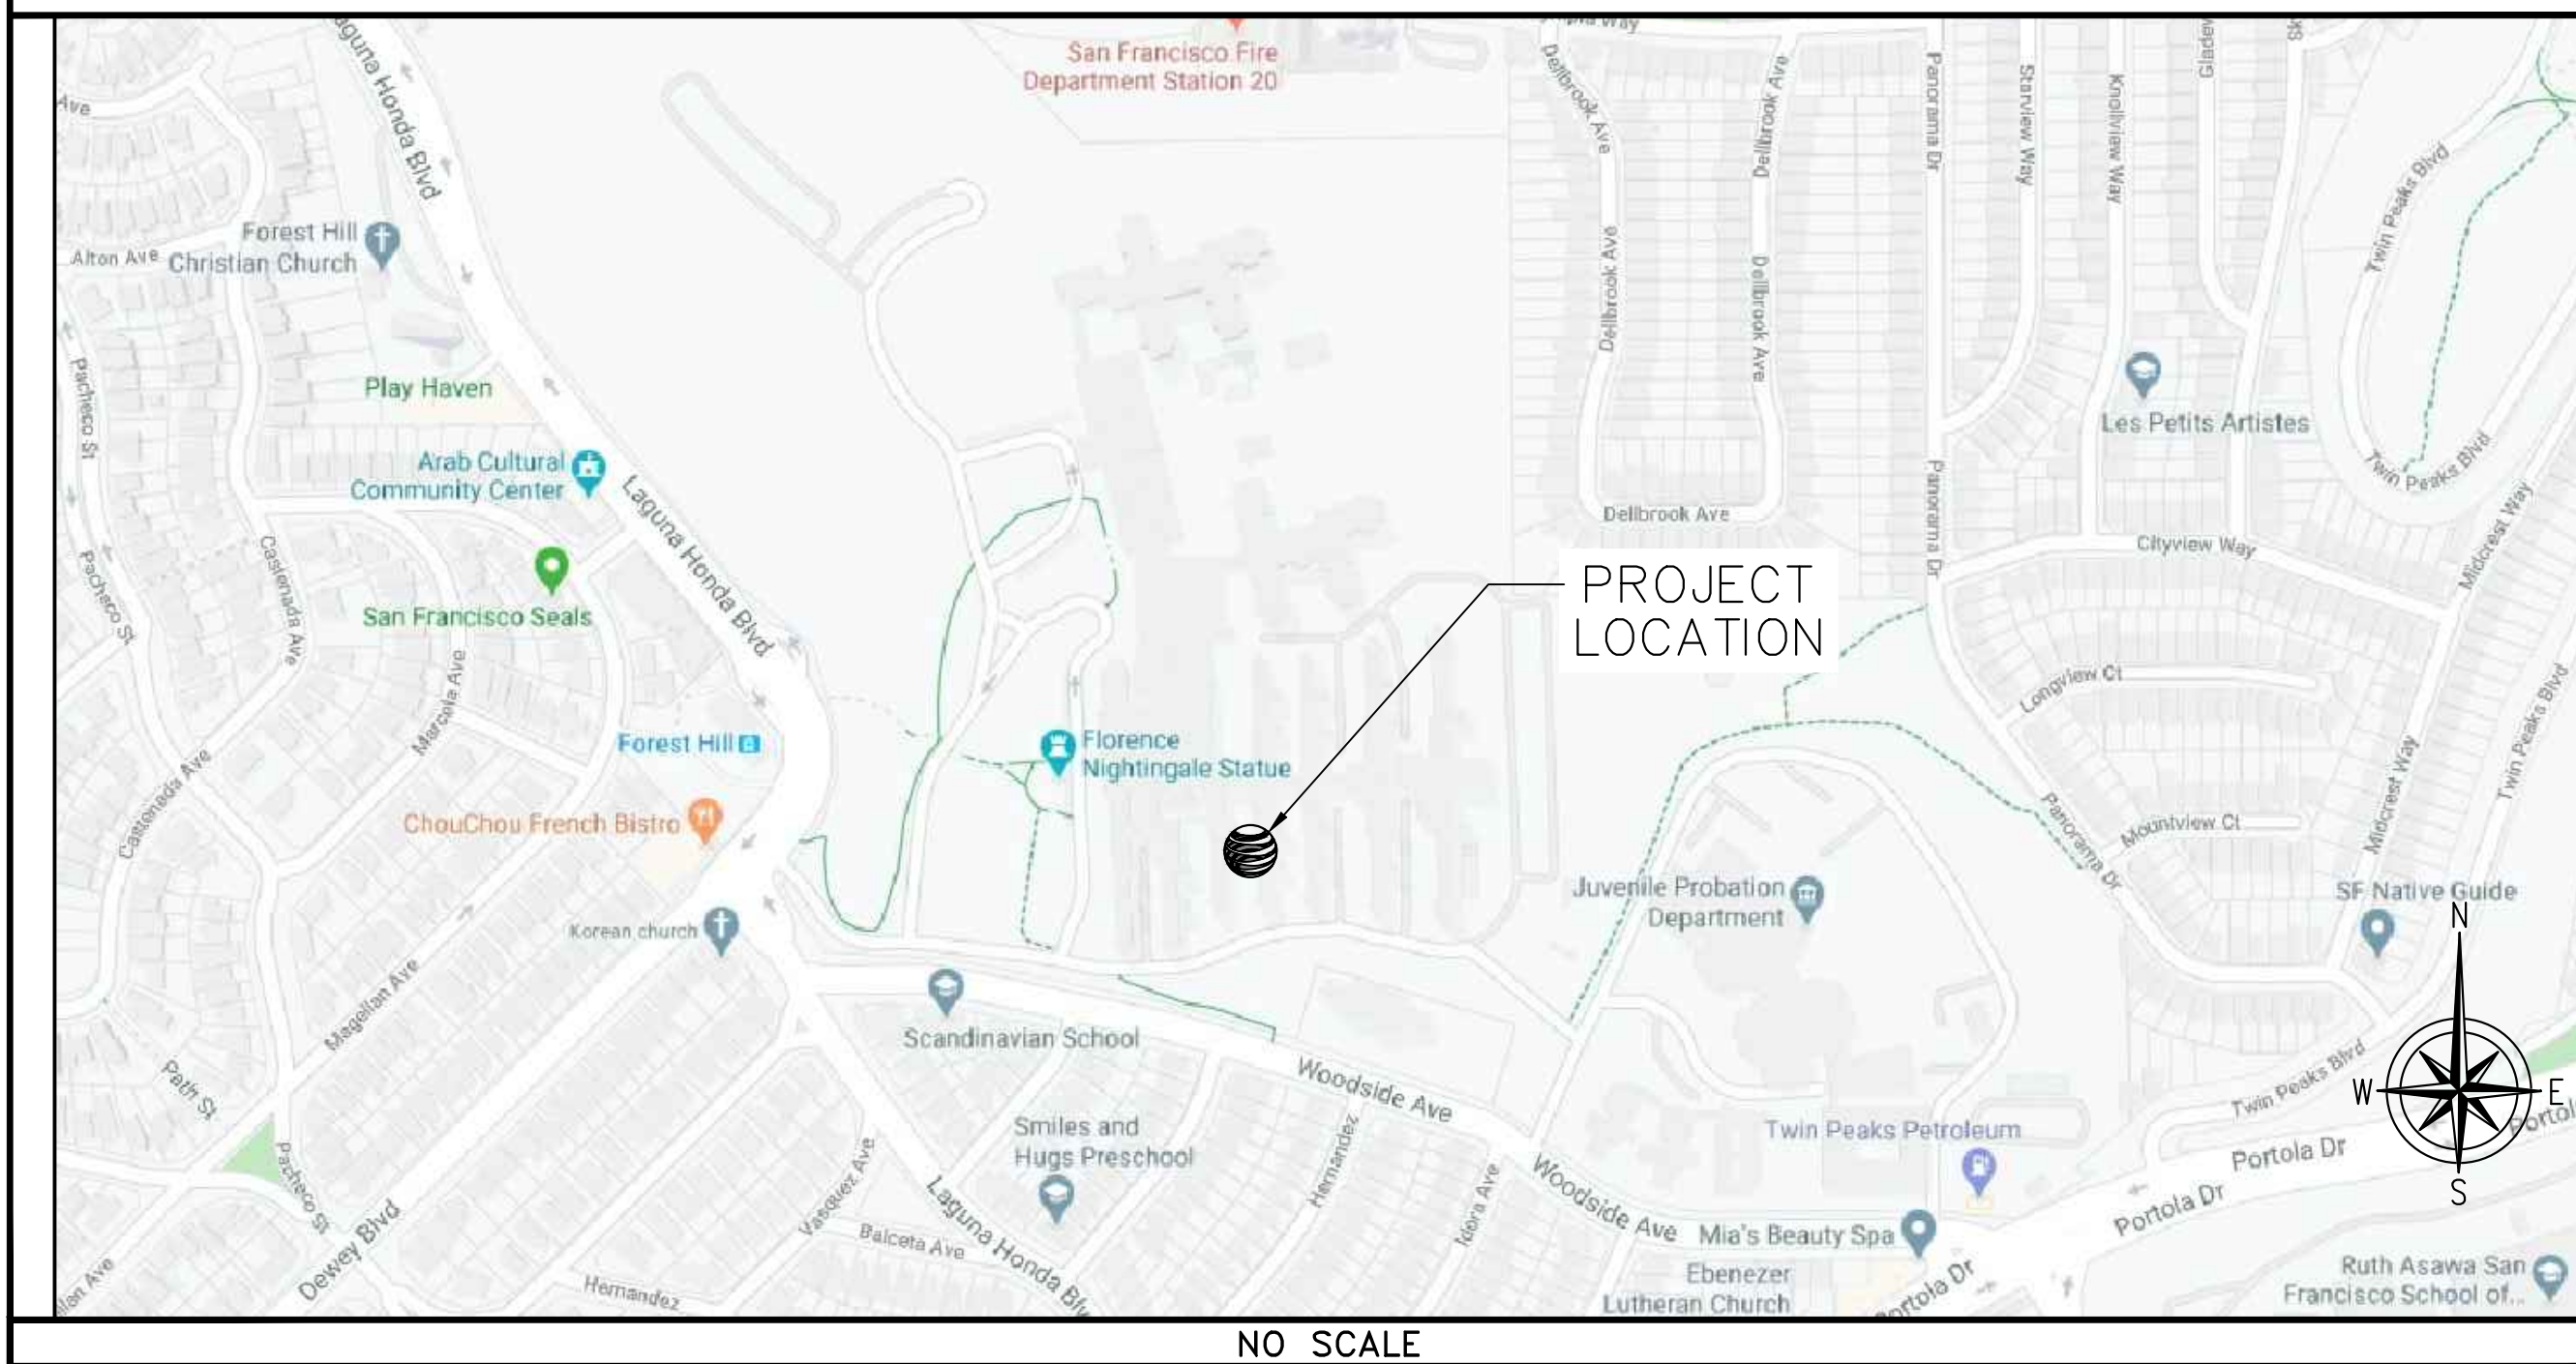 San Francisco Fire
Department Station 20
Laguna Honda Blvd
Ave
Dellbrook Ave
Dellbrook Ave
Panorama Dr
Starview Way
Knollview Way
Twin Peaks Blvd
Forest Hill
Christian Church
Alton Ave
Dellbrook Ave
Dellbrook Ave
Pacheco St
Play Haven
Les Petits Artistes
Arab Cultural
Community Center
Laguna Honda Blvd
Panorama Dr
Twin Peaks Blvd
Dellbrook Ave
Cityview Way
Midcrest Way
Pacheco St
Castenada Ave
San Francisco Seals
PROJECT
LOCATION
Marcela Ave
Longview Ct
Twin Peaks Blvd
Forest Hill
Florence
Nightingale Statue
Castenada Ave
ChouChou French Bistro
Panorama Dr
Mountview Ct
Midcrest Way
Juvenile Probation
Department
SF Native Guide
N
Korean church
Magellan Ave
Scandinavian School
Path St
Woodside Ave
Twin Peaks Blvd
W
E
Smiles and
Hugs Preschool
Twin Peaks Petroleum
Portola Dr
S
Pacheco St
Dewey Blvd
Vasquez Ave
Balceta Ave
Laguna Honda Blv
Hernandez
Nora Ave
Woodside Ave
Mia's Beauty Spa
Portola Dr
Ebenezer
Lutheran Church
Portola Dr
Ruth Asawa San
Francisco School of...
Hernandez
NO SCALE